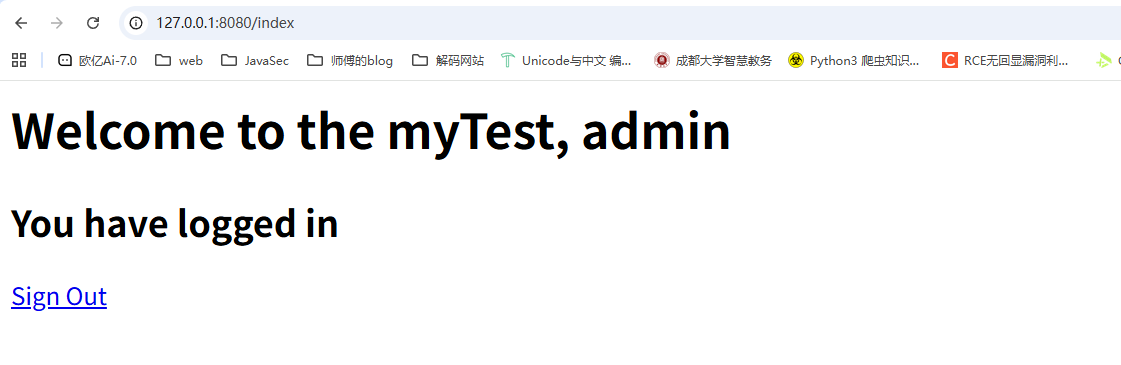 127.0.0.1:8080/index
欧亿Ai-7.0 web JavaSec 师傅的blog 解码网站 Unicode与中文 编... 成都大学智慧教务 Python3 爬虫知识... RCE无回显漏洞利...
Welcome to the myTest, admin
You have logged in
Sign Out